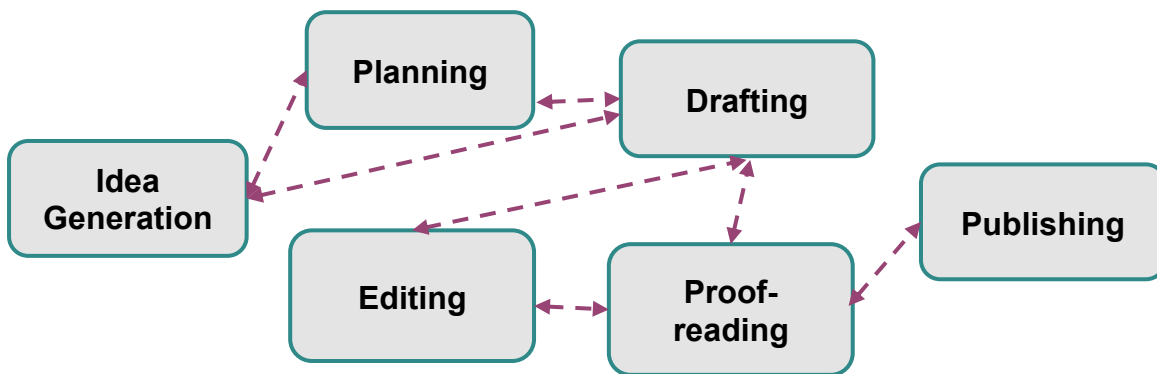 Planning
Drafting
Idea
Generation
Publishing
Editing
Proof-
reading